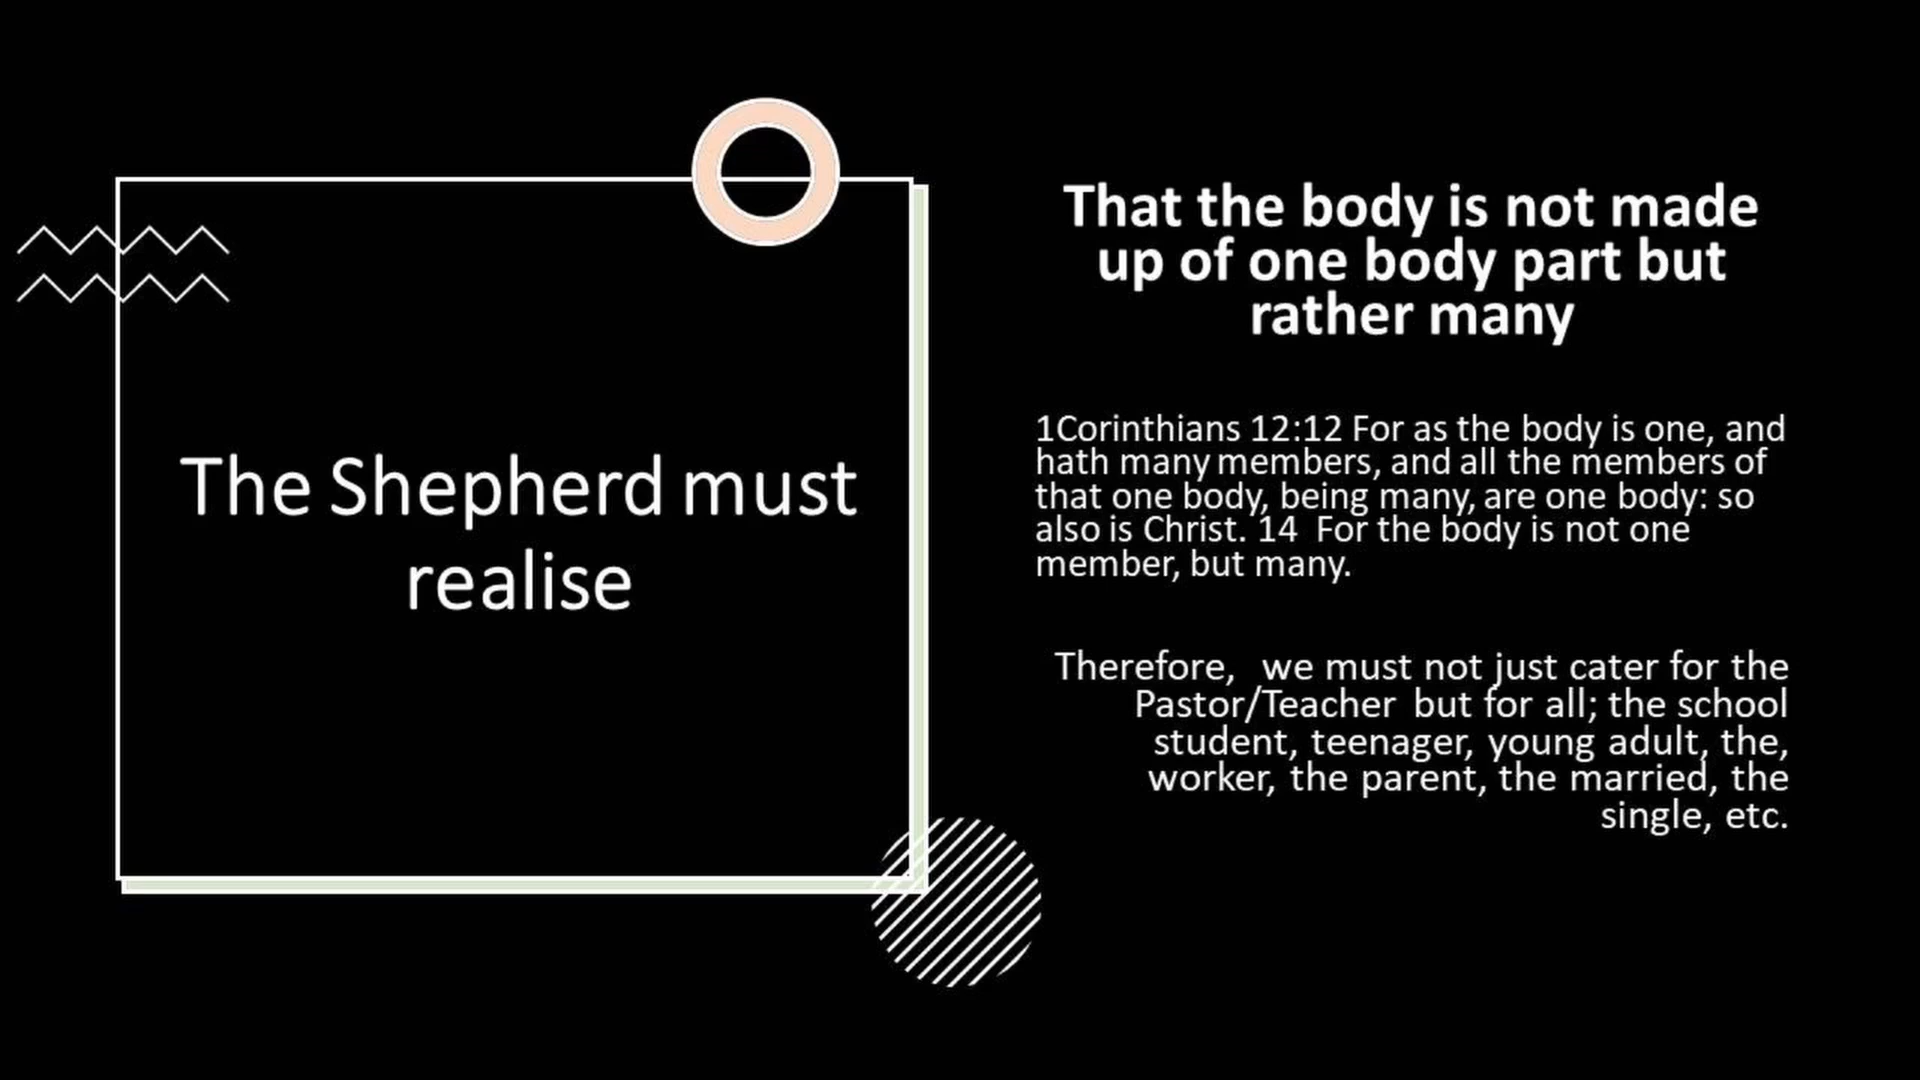 The Shepherd must
realise
That the body is not made
up of one body part but
rather many
1Corinthians 12:12 For as the body is one, and
hath many members, and all the members of
that one body, being many, are one body: so
also is Christ. 14  For the body is not one
member, but many.
Therefore,  we must not just cater for the
Pastor/Teacher but for all; the school
student, teenager, young adult, the,
worker, the parent, the married, the
single, etc.